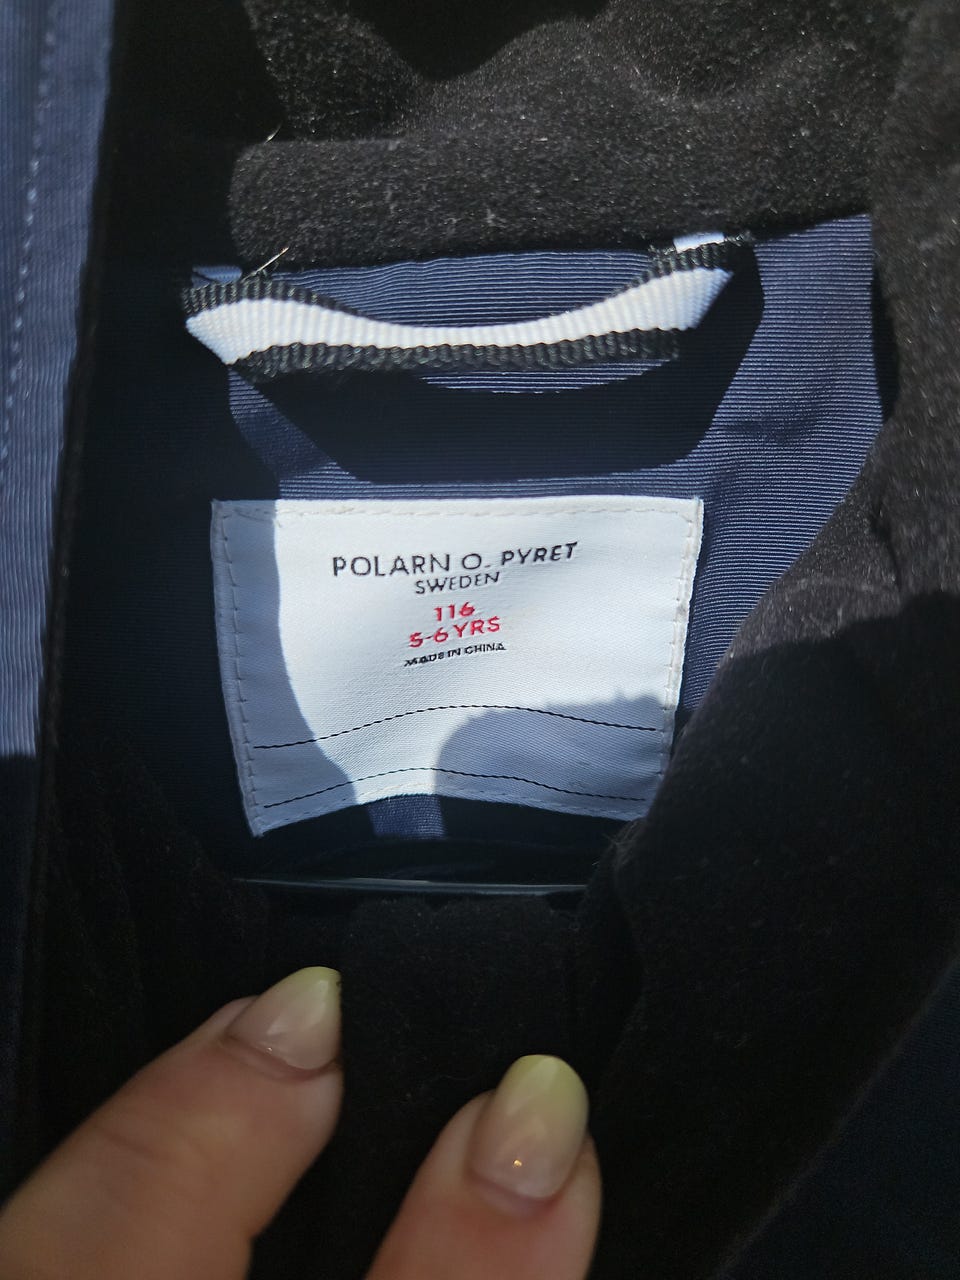 POLARN O. PYRET
SWEDEN
116
5-6 YRS
MADE IN CHINA